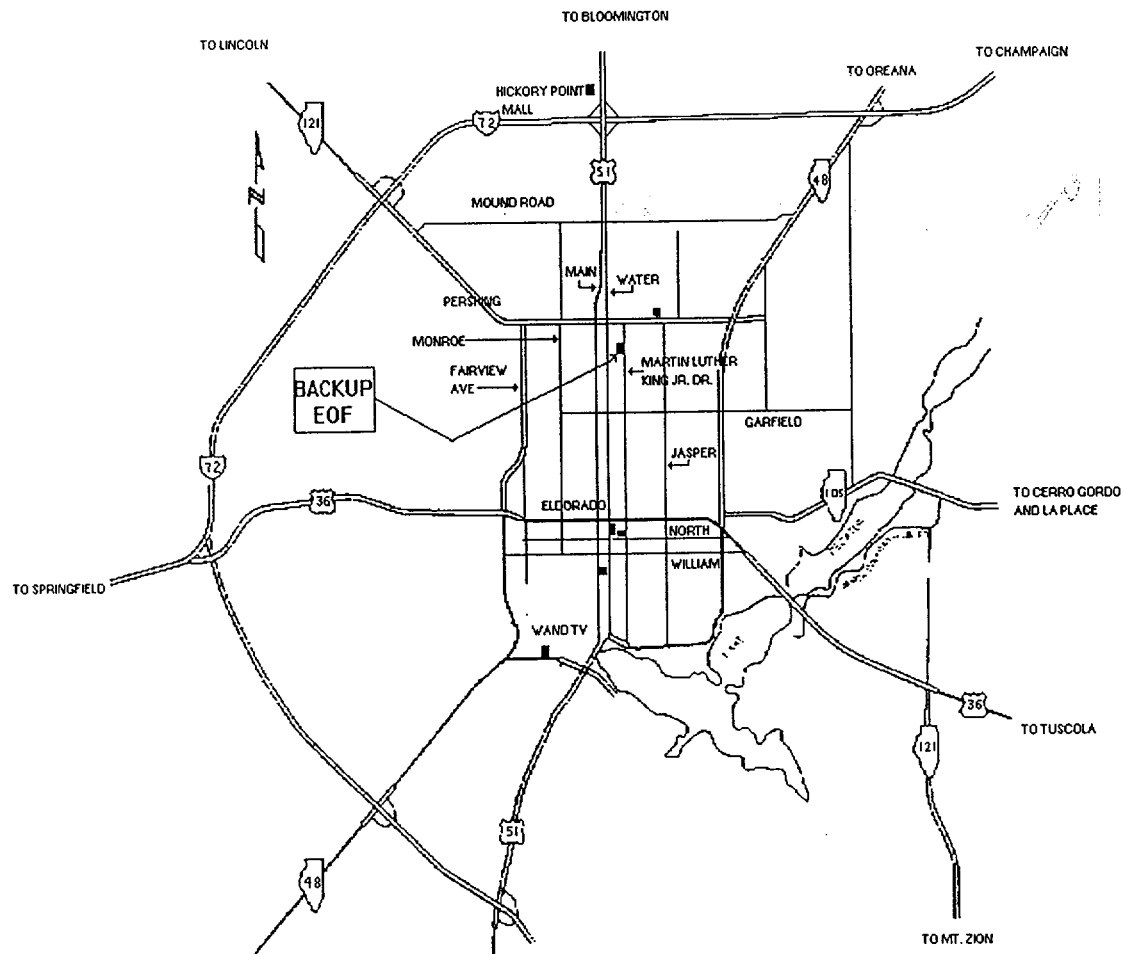 TO BLOOMINGTON
TO LINCOLN
TO CHAMPAIGN
TO OREANA
HICKORY POINT
MALL
121
72
51
48
N
MOUND ROAD
MAIN
WATER
PERSHING
MONROE
MARTIN LUTHER
KING JR. DR.
FAIRVIEW
AVE
BACKUP
EOF
GARFIELD
JASPER
72
36
105
ELDORADO
TO CERRO GORDO
AND LA PLACE
NORTH
WILLIAM
TO SPRINGFIELD
WAND TV
36
TO TUSCOLA
121
51
48
TO MT. ZION